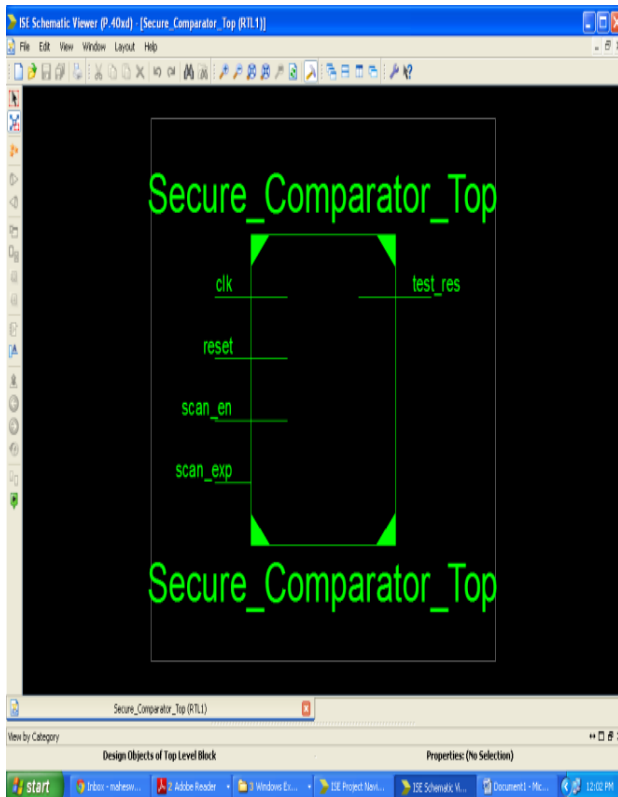 ISE Schematic Viewer (P.40xd) - [Secure_Comparator_Top (RTL1)]
File Edit View Window Layout Help
Secure_Comparator_Top
clk
test_res
reset
scan_en
scan_exp
Secure_Comparator_Top
Secure_Comparator_Top (RTL1)
View by Category
Design Objects of Top Level Block
Properties: (No Selection)
start
Inbox - mahesw...
2 Adobe Reader
3 Windows Ex...
ISE Project Navi...
ISE Schematic Vi...
Document1 - Mic...
12:02 PM